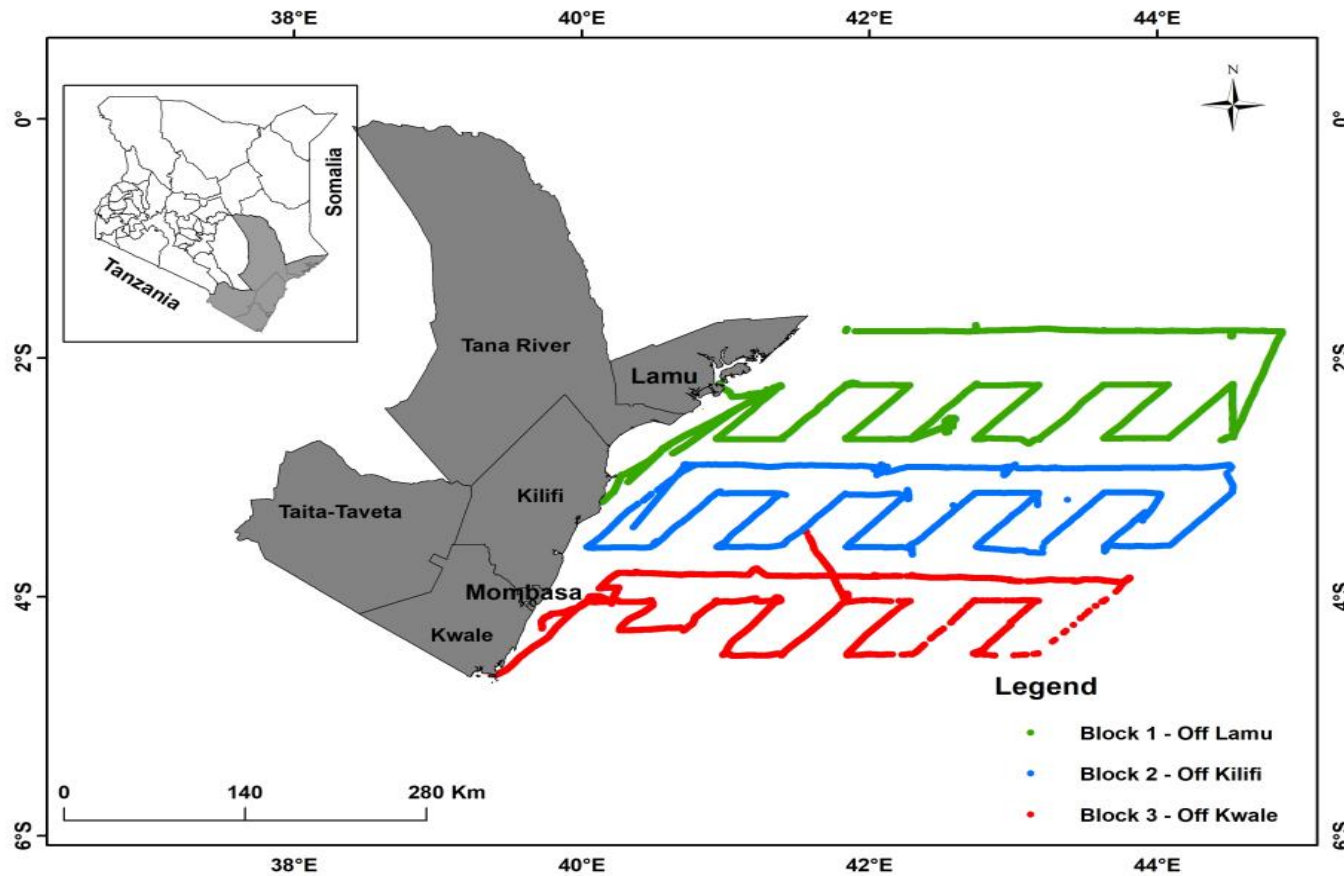 38°E 40°E 42°E 44°E
N
0° 0°
Somalia
Tanzania
Tana River
Lamu
2°S 2°S
Kilifi
Taita-Taveta
Mombasa
4°S 4°S
Kwale
Legend
Block 1 - Off Lamu
Block 2 - Off Kilifi
Block 3 - Off Kwale
0 140 280 Km
6°S 6°S
38°E 40°E 42°E 44°E